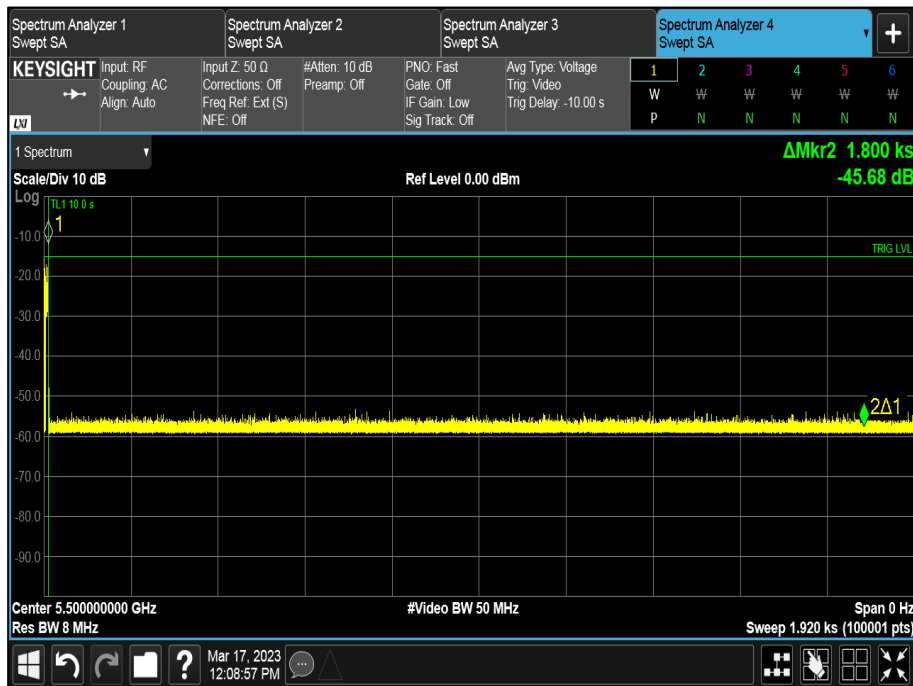 Spectrum Analyzer 1
Swept SA
Spectrum Analyzer 2
Swept SA
Spectrum Analyzer 3
Swept SA
Spectrum Analyzer 4
Swept SA
▼
+
KEYSIGHT
LXI
Input: RF
Coupling: AC
Align: Auto
Input Z: 50 Ω
Corrections: Off
Freq Ref: Ext (S)
NFE: Off
#Atten: 10 dB
Preamp: Off
PNO: Fast
Gate: Off
IF Gain: Low
Sig Track: Off
Avg Type: Voltage
Trig: Video
Trig Delay: -10.00 s
1 2 3 4 5 6
W W W W W W
P N N N N N
1 Spectrum ▼
ΔMkr2 1.800 ks
-45.68 dB
Scale/Div 10 dB
Ref Level 0.00 dBm
Log
TL1 10.0 s
1
-10.0
TRIG LVL
-20.0
-30.0
-40.0
-50.0
2Δ1
-60.0
-70.0
-80.0
-90.0
Center 5.500000000 GHz
#Video BW 50 MHz
Span 0 Hz
Res BW 8 MHz
Sweep 1.920 ks (100001 pts)
?
Mar 17, 2023
12:08:57 PM